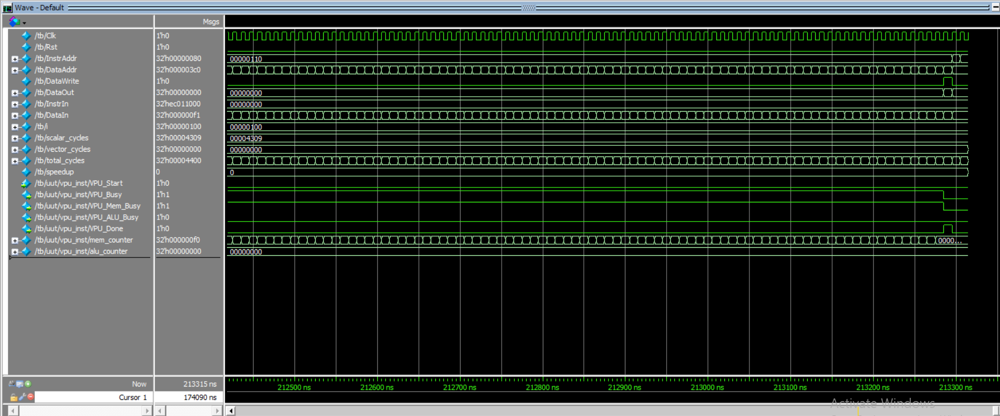 Wave - Default
Msgs
/tb/Clk 1'h0
/tb/Rst 1'h0
/tb/InstrAddr 32'h00000080 00000110
/tb/DataAddr 32'h000003c0
/tb/DataWrite 1'h0
/tb/DataOut 32'h00000000 00000000
/tb/InstrIn 32'hec011000 00000000
/tb/DataIn 32'h000000f1
/tb/i 32'h00000100 00000100
/tb/scalar_cycles 32'h00004309 00004309
/tb/vector_cycles 32'h00000000 00000000
/tb/total_cycles 32'h00004400
/tb/speedup 0 0
/tb/uut/vpu_inst/VPU_Start 1'h0
/tb/uut/vpu_inst/VPU_Busy 1'h1
/tb/uut/vpu_inst/VPU_Mem_Busy 1'h1
/tb/uut/vpu_inst/VPU_ALU_Busy 1'h0
/tb/uut/vpu_inst/VPU_Done 1'h0
/tb/uut/vpu_inst/mem_counter 32'h000000f0 0000...
/tb/uut/vpu_inst/alu_counter 32'h00000000 00000000
Now 213315 ns 212500 ns 212600 ns 212700 ns 212800 ns 212900 ns 213000 ns 213100 ns 213200 ns 213300 ns
Cursor 1 174090 ns
Activate Windows